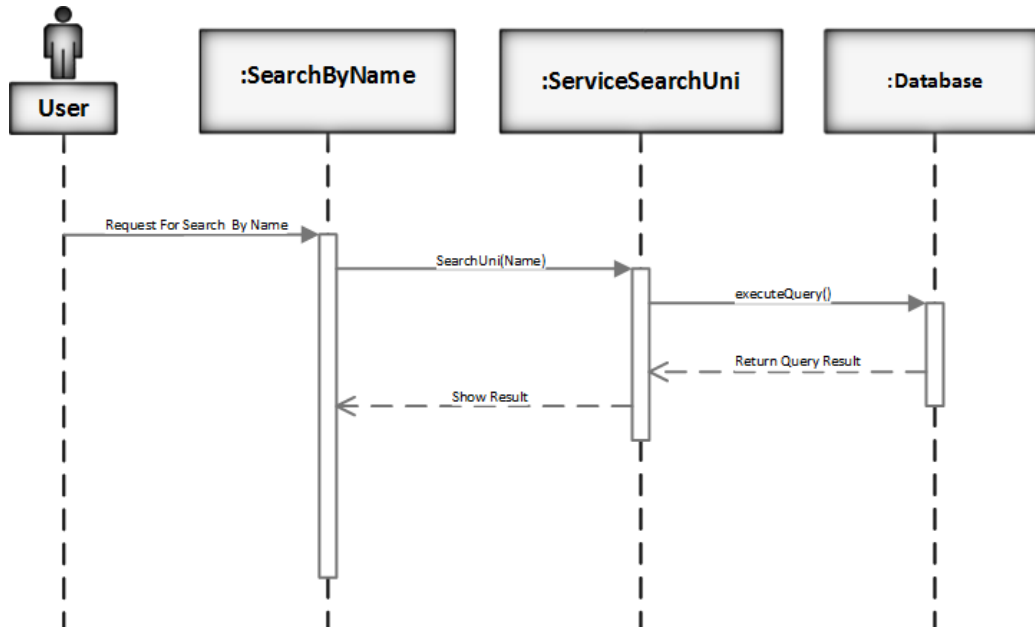 User
:SearchByName
:ServiceSearchUni
:Database
Request For Search By Name
SearchUni(Name)
executeQuery()
Return Query Result
Show Result